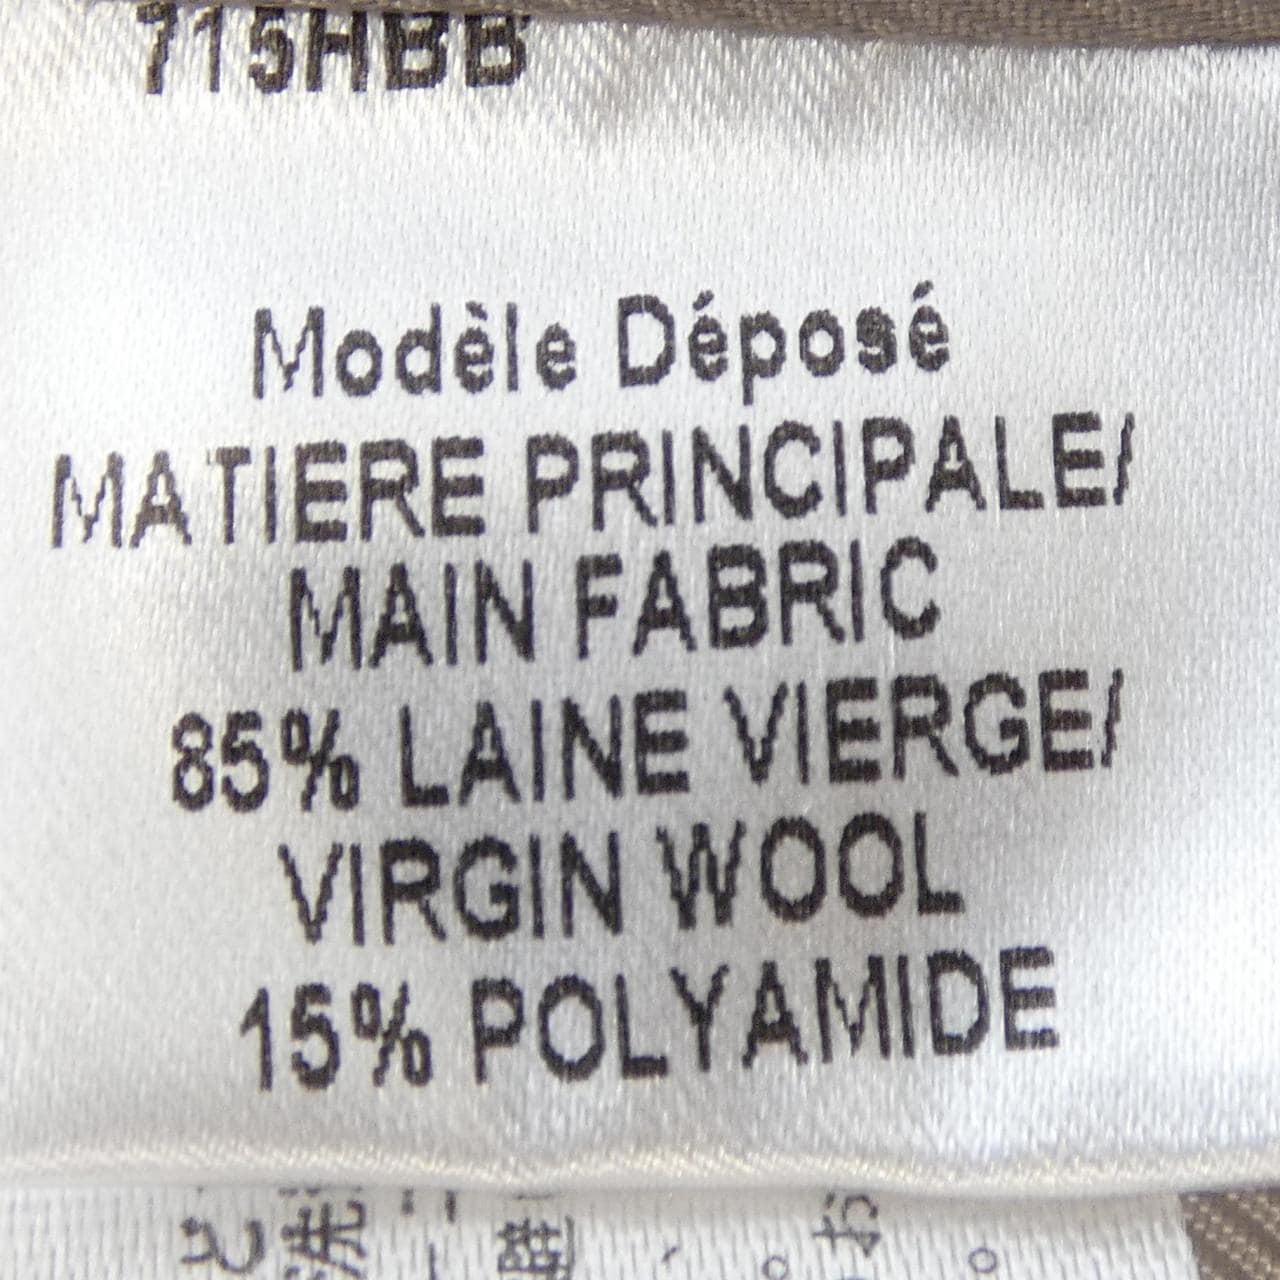 715HBB
Modèle Déposé
MATIERE PRINCIPALE/
MAIN FABRIC
85% LAINE VIERGE/
VIRGIN WOOL
15% POLYAMIDE